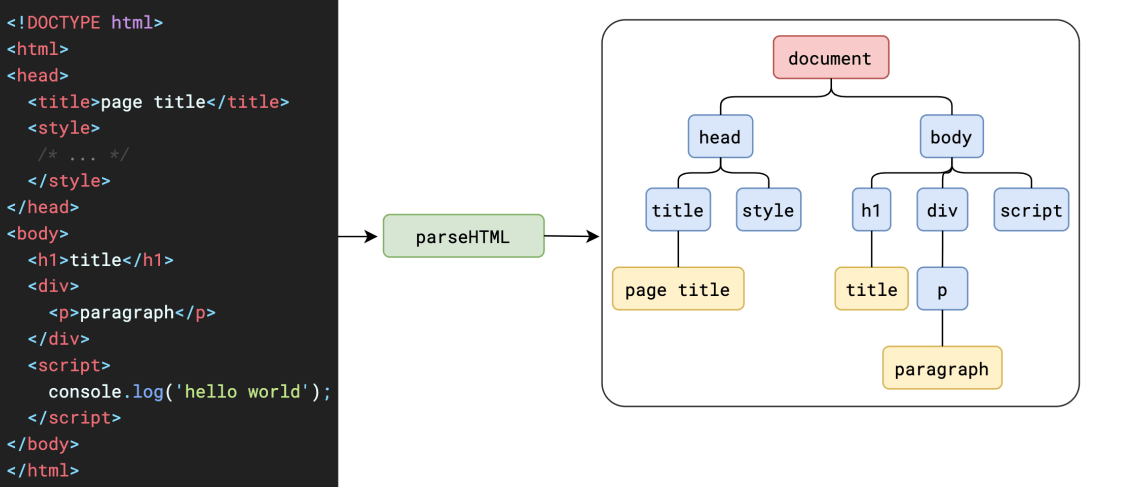 <!DOCTYPE html>
<html>
<head>
  <title>page title</title>
  <style>
   /* ... */
  </style>
</head>
<body>
  <h1>title</h1>
  <div>
    <p>paragraph</p>
  </div>
  <script>
    console.log('hello world');
  </script>
</body>
</html>
parseHTML
document
head
body
title
style
h1
div
script
page title
title
p
paragraph